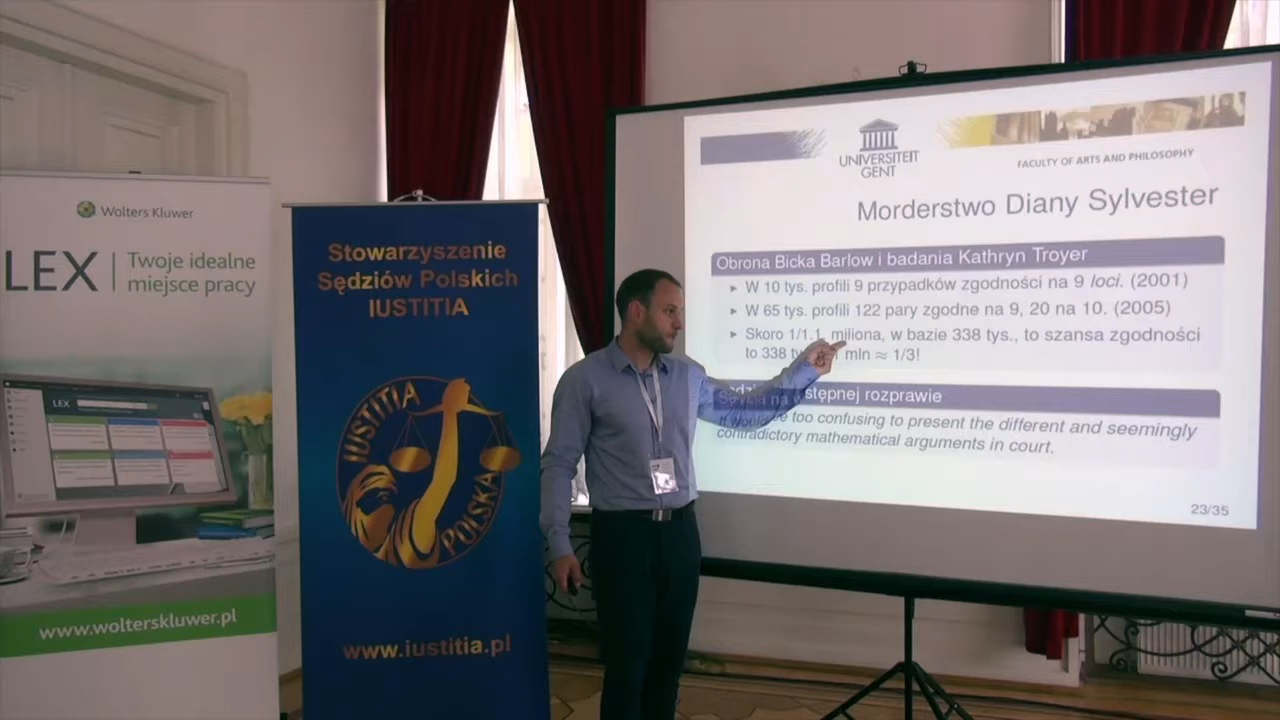 Wolters Kluwer
LEX
Twoje idealne
miejsce pracy
LEX
www.wolterskluwer.pl
Stowarzyszenie
Sędziów Polskich
IUSTITIA
IUSTITIA
POLSKA
www.iustitia.pl
UNIVERSITEIT
GENT
FACULTY OF ARTS AND PHILOSOPHY
Morderstwo Diany Sylvester
Obrona Bicka Barlow i badania Kathryn Troyer
W 10 tys. profili 9 przypadków zgodności na 9 loci. (2001)
W 65 tys. profili 122 pary zgodne na 9, 20 na 10. (2005)
Skoro 1/1,1 miliona, w bazie 338 tys., to szansa zgodności
to 338 mln ≈ 1/3!
na stępnej rozprawie
too confusing to present the different and seemingly
contradictory mathematical arguments in court.
23/35